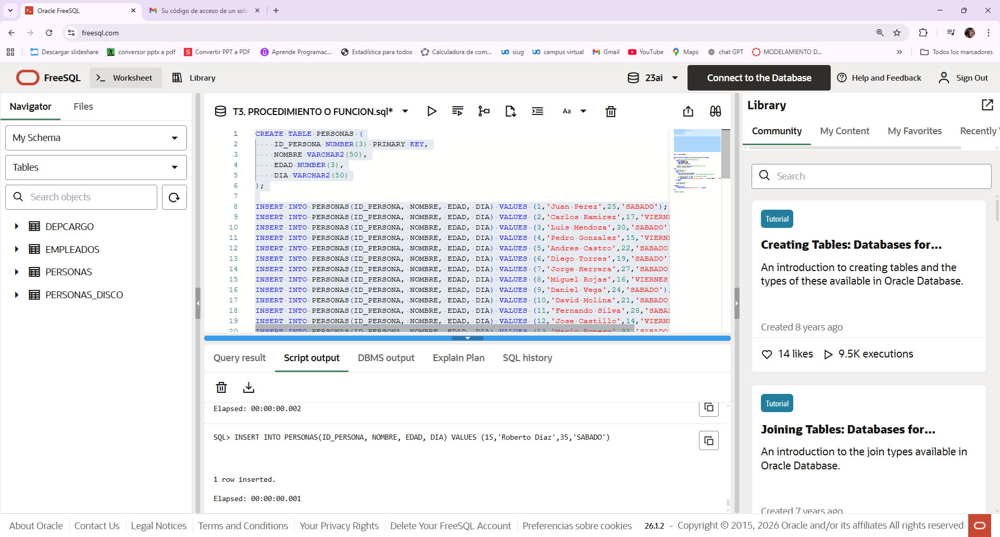 Oracle FreeSQL
Su código de acceso de un solo
freesql.com
Descargar slideshare
conversor pptx a pdf
Convertir PPT a PDF
Aprende Programac...
Estadística para todos
Calculadora de com...
siug
campus virtual
Gmail
YouTube
Maps
chat GPT
MODELAMIENTO D...
Todos los marcadores
FreeSQL
Worksheet
Library
23ai
Connect to the Database
Help and Feedback
Sign Out
Navigator
Files
My Schema
Tables
Search objects
DEPCARGO
EMPLEADOS
PERSONAS
PERSONAS_DISCO
T3. PROCEDIMIENTO O FUNCION.sql*
Aa
1 CREATE TABLE PERSONAS (
2 ID_PERSONA NUMBER(3) PRIMARY KEY,
3 NOMBRE VARCHAR2(50),
4 EDAD NUMBER(3),
5 DIA VARCHAR2(50)
6 );
7
8 INSERT INTO PERSONAS(ID_PERSONA, NOMBRE, EDAD, DIA) VALUES (1,'Juan Perez',25,'SABADO');
9 INSERT INTO PERSONAS(ID_PERSONA, NOMBRE, EDAD, DIA) VALUES (2,'Carlos Ramirez',17,'VIERN
10 INSERT INTO PERSONAS(ID_PERSONA, NOMBRE, EDAD, DIA) VALUES (3,'Luis Mendoza',30,'SABADO'
11 INSERT INTO PERSONAS(ID_PERSONA, NOMBRE, EDAD, DIA) VALUES (4,'Pedro Gonzalez',15,'VIERN
12 INSERT INTO PERSONAS(ID_PERSONA, NOMBRE, EDAD, DIA) VALUES (5,'Andres Castro',22,'SABADO
13 INSERT INTO PERSONAS(ID_PERSONA, NOMBRE, EDAD, DIA) VALUES (6,'Diego Torres',19,'SABADO'
14 INSERT INTO PERSONAS(ID_PERSONA, NOMBRE, EDAD, DIA) VALUES (7,'Jorge Herrera',27,'SABADO
15 INSERT INTO PERSONAS(ID_PERSONA, NOMBRE, EDAD, DIA) VALUES (8,'Miguel Rojas',16,'VIERNES
16 INSERT INTO PERSONAS(ID_PERSONA, NOMBRE, EDAD, DIA) VALUES (9,'Daniel Vega',24,'SABADO')
17 INSERT INTO PERSONAS(ID_PERSONA, NOMBRE, EDAD, DIA) VALUES (10,'David Molina',21,'SABADO
18 INSERT INTO PERSONAS(ID_PERSONA, NOMBRE, EDAD, DIA) VALUES (11,'Fernando Silva',28,'SABA
19 INSERT INTO PERSONAS(ID_PERSONA, NOMBRE, EDAD, DIA) VALUES (12,'Jose Castillo',14,'VIERN
20 INSERT INTO PERSONAS(ID_PERSONA, NOMBRE, EDAD, DIA) VALUES (13,'Mario Romero',31,'SABADO
Query result
Script output
DBMS output
Explain Plan
SQL history
Elapsed: 00:00:00.002
SQL> INSERT INTO PERSONAS(ID_PERSONA, NOMBRE, EDAD, DIA) VALUES (15,'Roberto Diaz',35,'SABADO')
1 row inserted.
Elapsed: 00:00:00.001
Library
Community
My Content
My Favorites
Recently
Search
Tutorial
Creating Tables: Databases for...
An introduction to creating tables and the
types of these available in Oracle Database.
Created 8 years ago
14 likes
9.5K executions
Tutorial
Joining Tables: Databases for...
An introduction to the join types available in
Oracle Database.
Created 7 years ago
About Oracle
Contact Us
Legal Notices
Terms and Conditions
Your Privacy Rights
Delete Your FreeSQL Account
Preferencias sobre cookies
26.1.2 - Copyright © 2015, 2026 Oracle and/or its affiliates All rights reserved